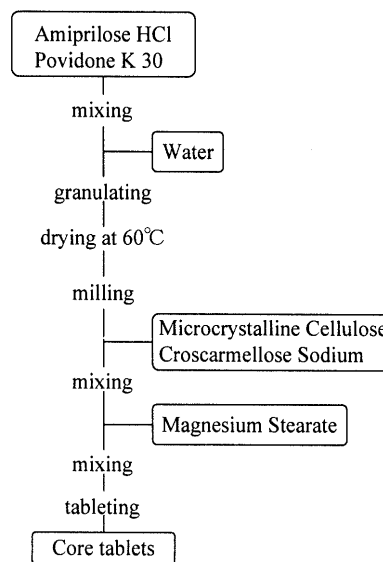 Amiprilose HCl
Povidone K 30
mixing
Water
granulating
drying at 60℃
milling
Microcrystalline Cellulose
Croscarmellose Sodium
mixing
Magnesium Stearate
mixing
tableting
Core tablets